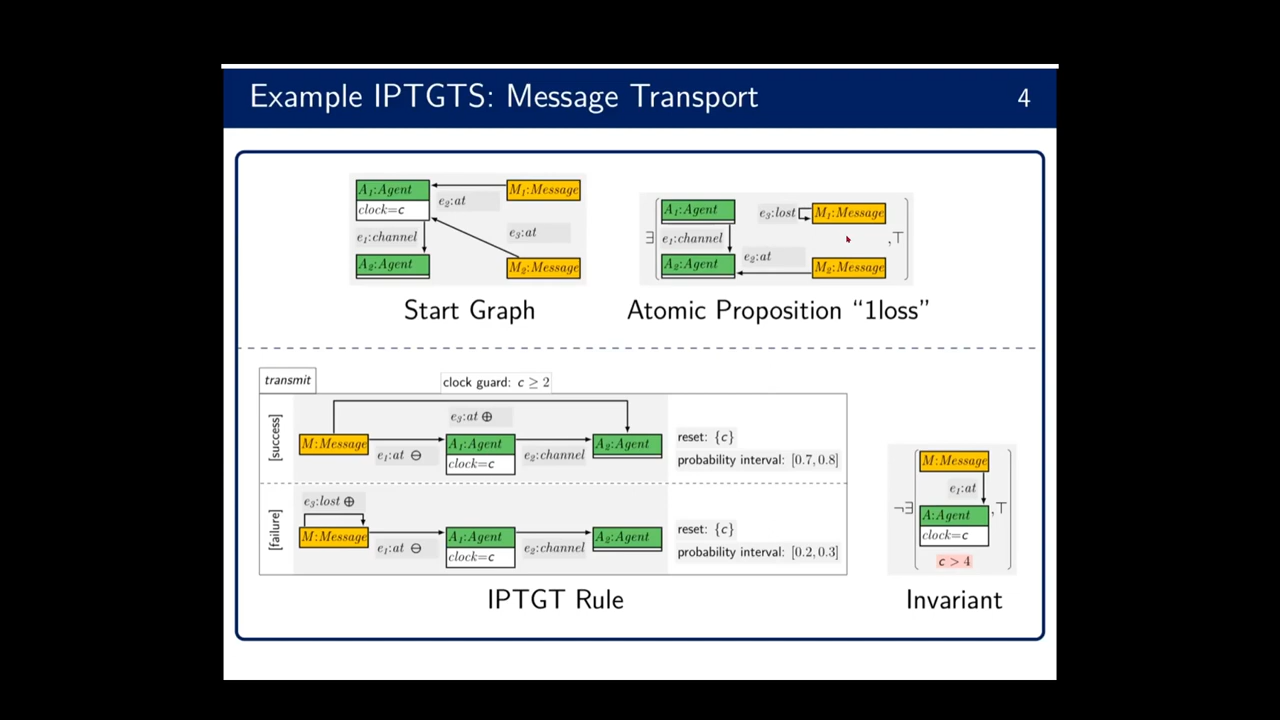 Example IPTGTS: Message Transport
4
A₁:Agent
clock=c
e₂:at
M₁:Message
e₁:channel
e₃:at
A₂:Agent
M₂:Message
Start Graph
∃
A₁:Agent
e₃:lost
M₁:Message
e₁:channel
,⊤
A₂:Agent
e₂:at
M₂:Message
Atomic Proposition “1loss”
transmit
clock guard: c ≥ 2
[success]
e₃:at ⊕
M:Message
e₁:at ⊖
A₁:Agent
clock=c
e₂:channel
A₂:Agent
reset: {c}
probability interval: [0.7, 0.8]
[failure]
e₃:lost ⊕
M:Message
e₁:at ⊖
A₁:Agent
clock=c
e₂:channel
A₂:Agent
reset: {c}
probability interval: [0.2, 0.3]
IPTGT Rule
¬∃
M:Message
e₁:at
A:Agent
clock=c
,⊤
c > 4
Invariant